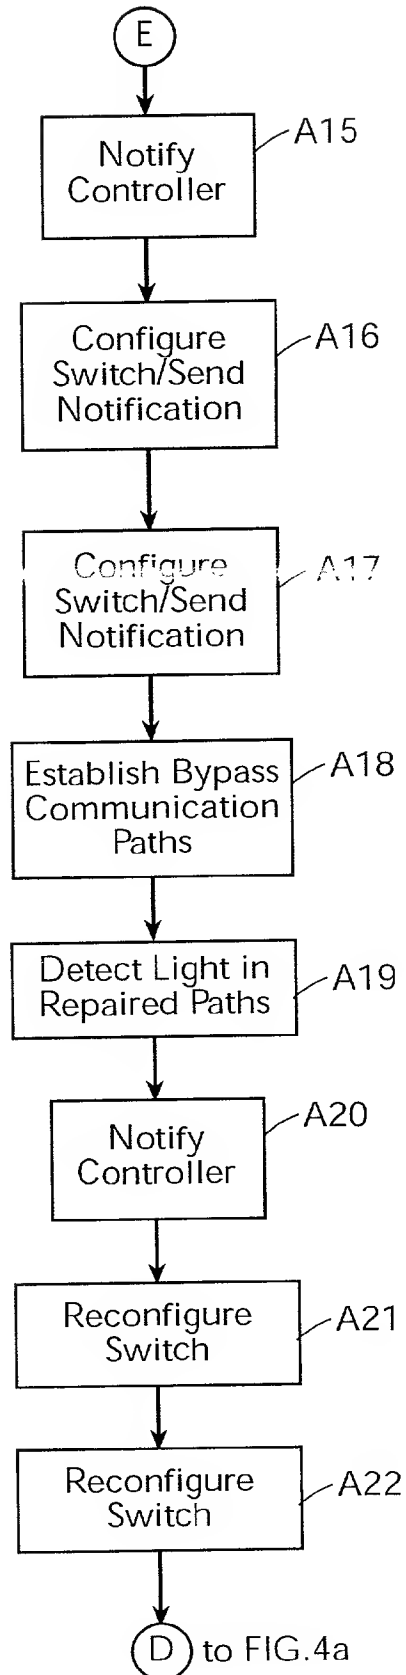 E
A15
Notify
Controller
A16
Configure
Switch/Send
Notification
A17
Configure
Switch/Send
Notification
A18
Establish Bypass
Communication
Paths
A19
Detect Light in
Repaired Paths
A20
Notify
Controller
A21
Reconfigure
Switch
A22
Reconfigure
Switch
D to FIG.4a